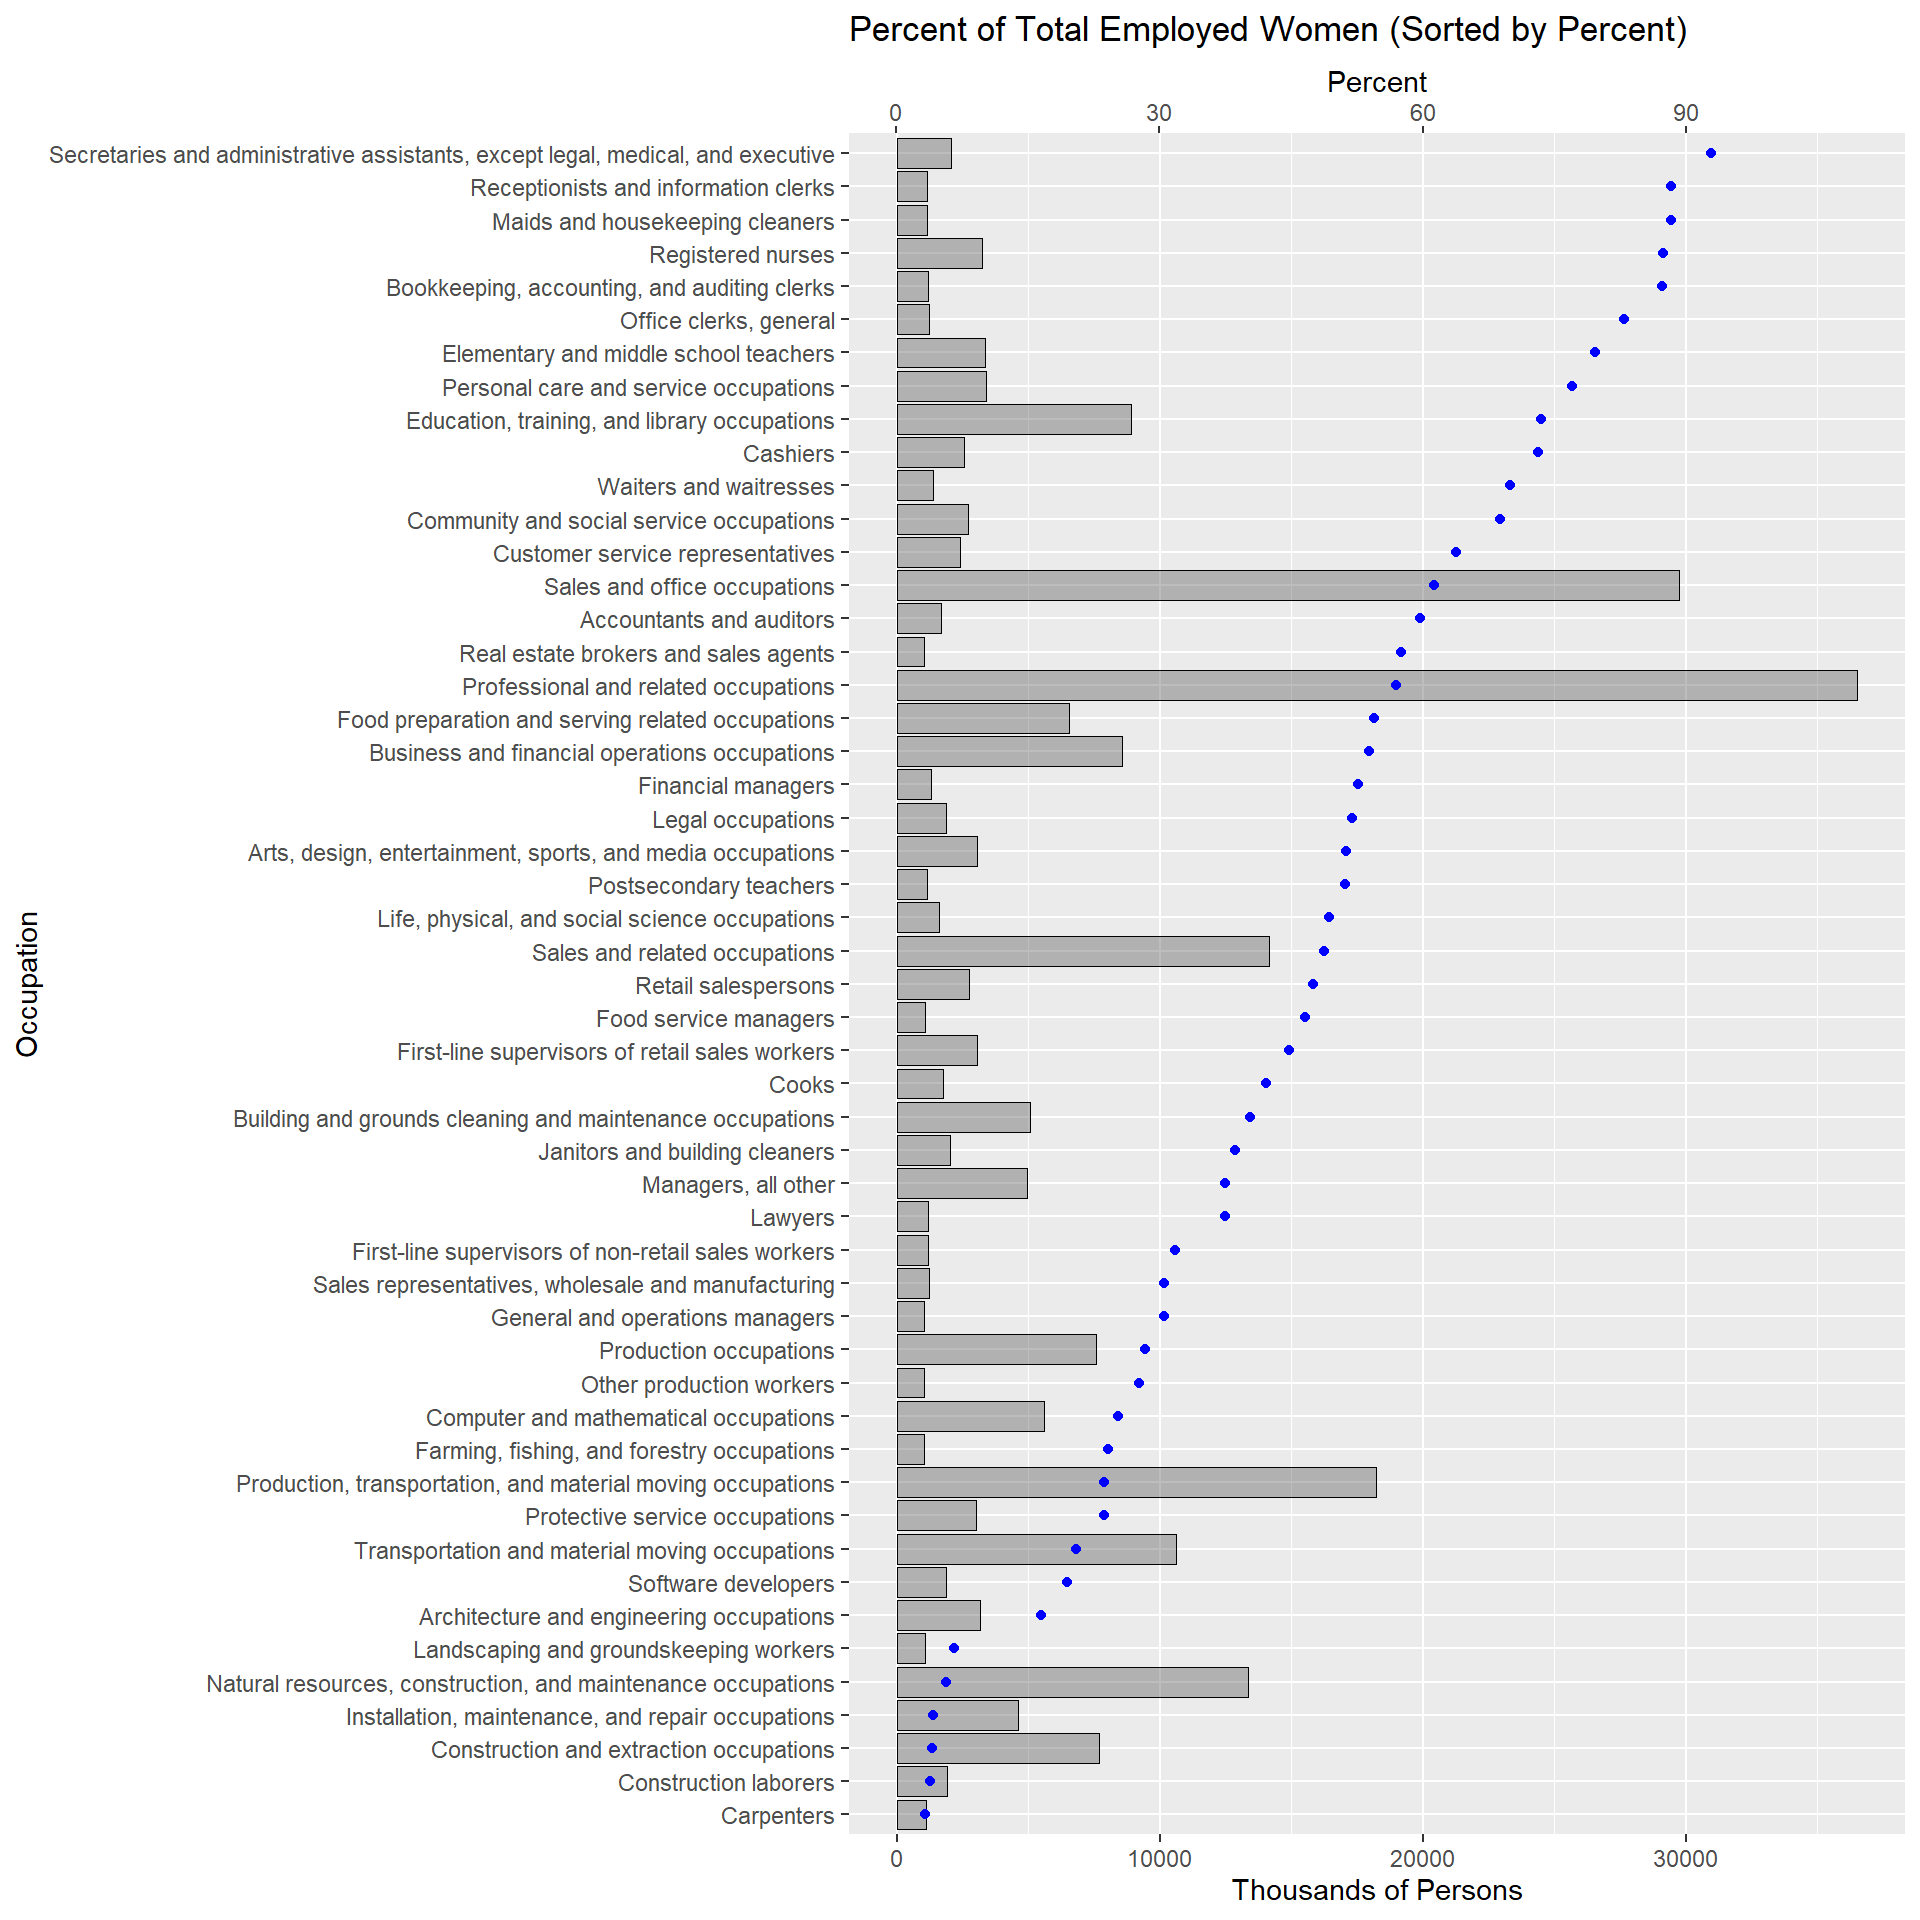 Percent of Total Employed Women (Sorted by Percent)
Percent
0 30 60 90
Secretaries and administrative assistants, except legal, medical, and executive
Receptionists and information clerks
Maids and housekeeping cleaners
Registered nurses
Bookkeeping, accounting, and auditing clerks
Office clerks, general
Elementary and middle school teachers
Personal care and service occupations
Education, training, and library occupations
Cashiers
Waiters and waitresses
Community and social service occupations
Customer service representatives
Sales and office occupations
Accountants and auditors
Real estate brokers and sales agents
Professional and related occupations
Food preparation and serving related occupations
Business and financial operations occupations
Financial managers
Legal occupations
Arts, design, entertainment, sports, and media occupations
Postsecondary teachers
Life, physical, and social science occupations
Sales and related occupations
Retail salespersons
Food service managers
First-line supervisors of retail sales workers
Cooks
Building and grounds cleaning and maintenance occupations
Janitors and building cleaners
Managers, all other
Lawyers
First-line supervisors of non-retail sales workers
Sales representatives, wholesale and manufacturing
General and operations managers
Production occupations
Other production workers
Computer and mathematical occupations
Farming, fishing, and forestry occupations
Production, transportation, and material moving occupations
Protective service occupations
Transportation and material moving occupations
Software developers
Architecture and engineering occupations
Landscaping and groundskeeping workers
Natural resources, construction, and maintenance occupations
Installation, maintenance, and repair occupations
Construction and extraction occupations
Construction laborers
Carpenters
Occupation
0 10000 20000 30000
Thousands of Persons